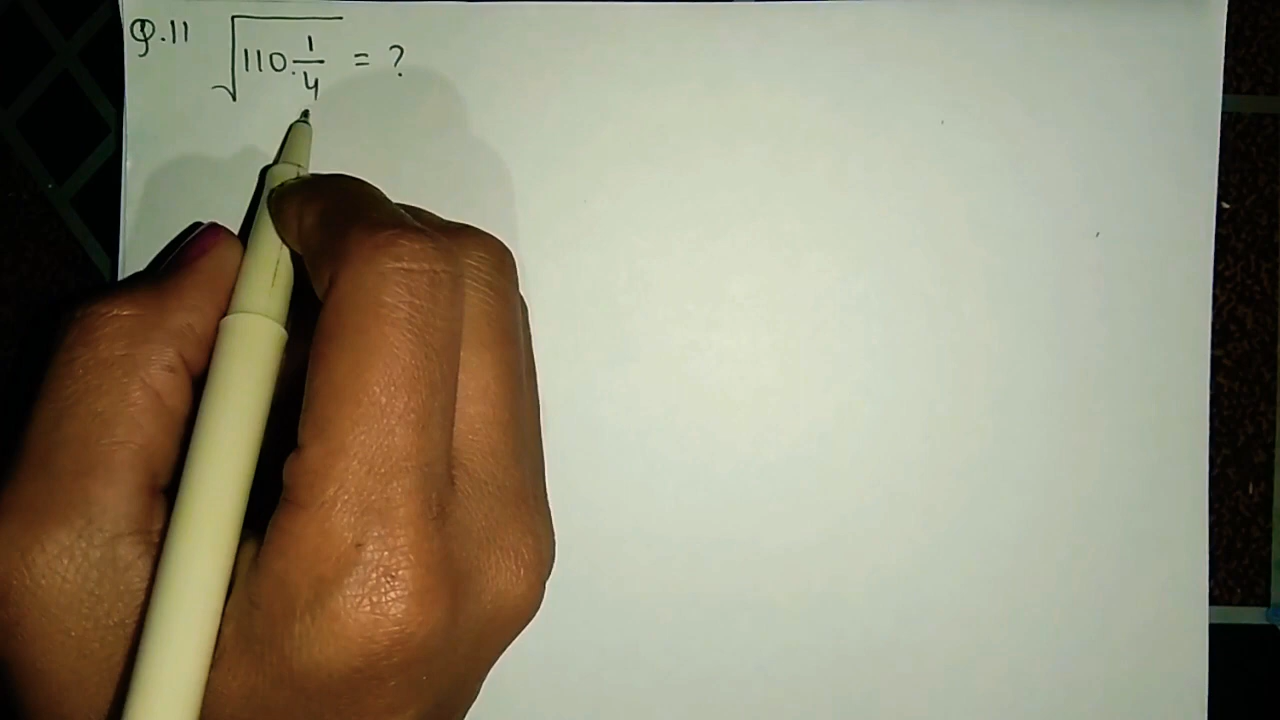 Q.11 √110.1/4 = ?